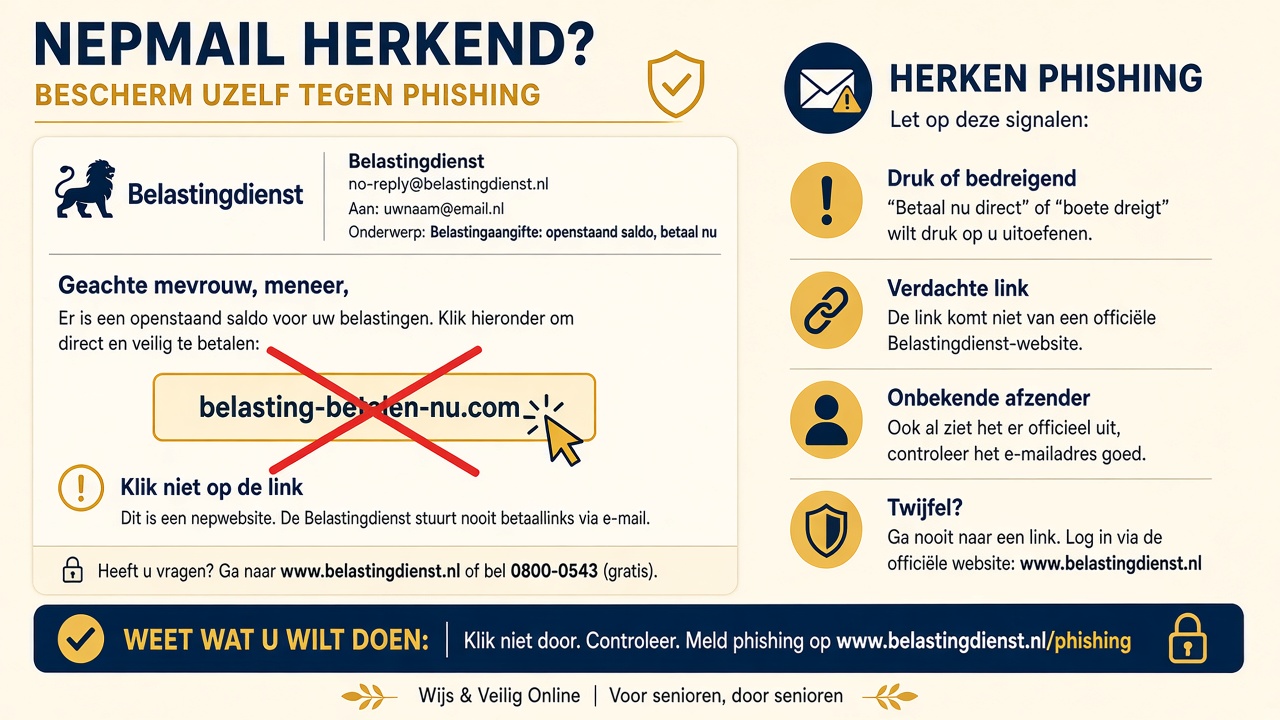 NEPMAIL HERKEND?
BESCHERM UZELF TEGEN PHISHING
Belastingdienst
Belastingdienst
no-reply@belastingdienst.nl
Aan: uwnaam@email.nl
Onderwerp: Belastingaangifte: openstaand saldo, betaal nu
Geachte mevrouw, meneer,
Er is een openstaand saldo voor uw belastingen. Klik hieronder om
direct en veilig te betalen:
belasting-betalen-nu.com
Klik niet op de link
Dit is een nepwebsite. De Belastingdienst stuurt nooit betaallinks via e-mail.
Heeft u vragen? Ga naar www.belastingdienst.nl of bel 0800-0543 (gratis).
HERKEN PHISHING
Let op deze signalen:
Druk of bedreigend
“Betaal nu direct” of “boete dreigt”
wilt druk op u uitoefenen.
Verdachte link
De link komt niet van een officiële
Belastingdienst-website.
Onbekende afzender
Ook al ziet het er officieel uit,
controleer het e-mailadres goed.
Twijfel?
Ga nooit naar een link. Log in via de
officiële website: www.belastingdienst.nl
WEET WAT U WILT DOEN: Klik niet door. Controleer. Meld phishing op www.belastingdienst.nl/phishing
Wijs & Veilig Online | Voor senioren, door senioren